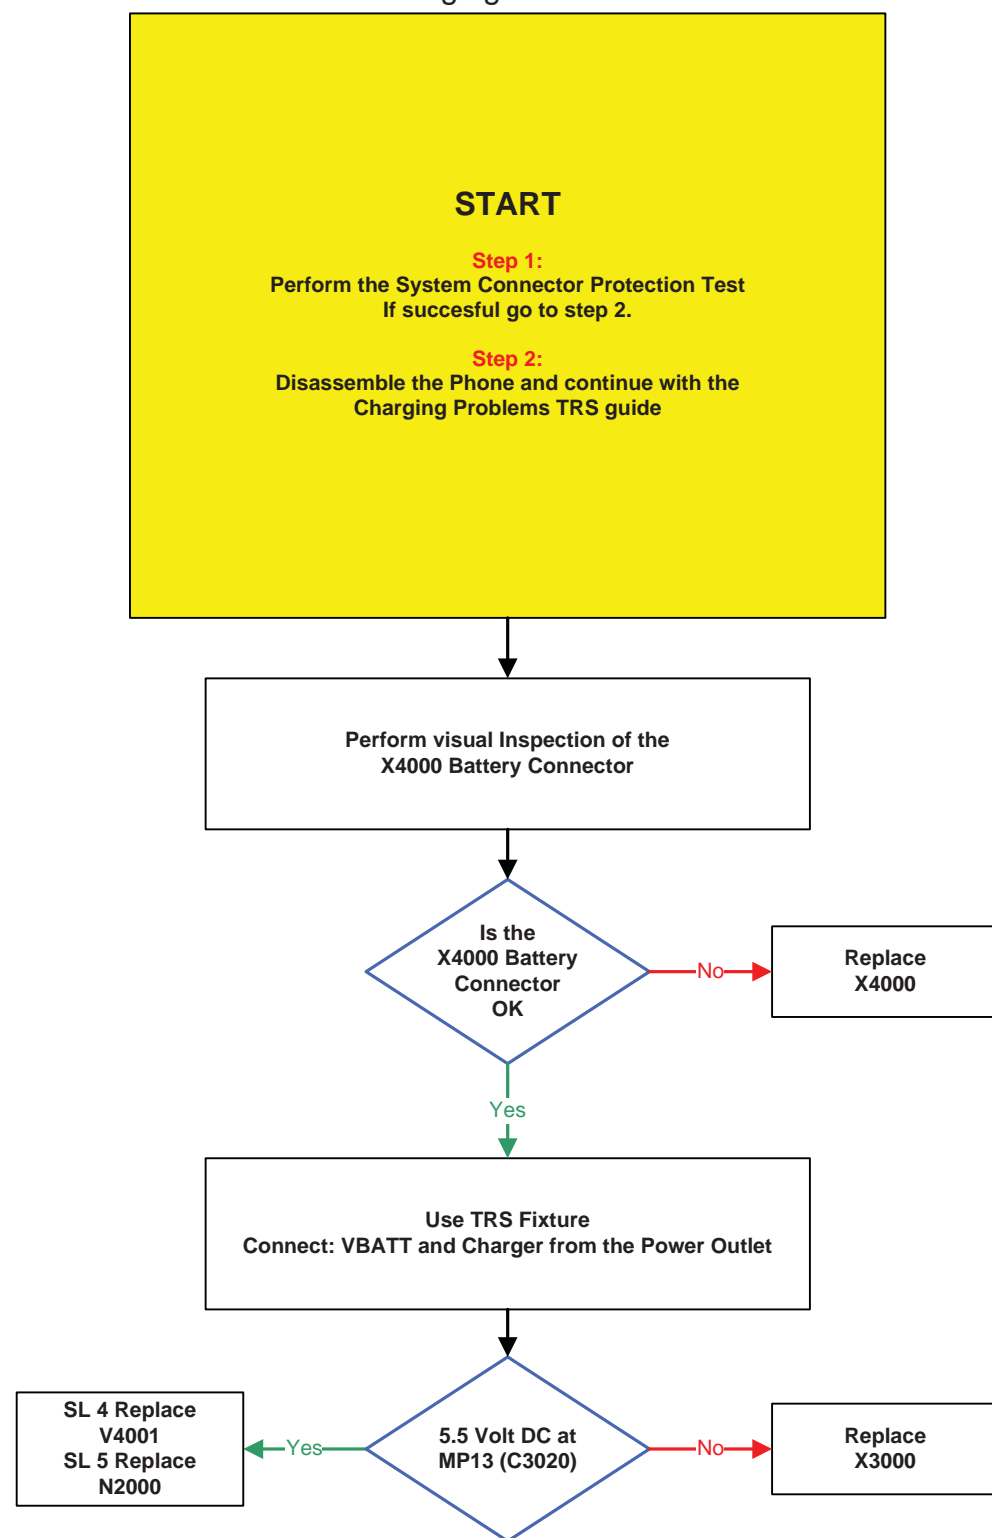 START
Step 1:
Perform the System Connector Protection Test
If succesful go to step 2.
Step 2:
Disassemble the Phone and continue with the
Charging Problems TRS guide
Perform visual Inspection of the
X4000 Battery Connector
Is the
X4000 Battery
Connector
OK
No
Replace
X4000
Yes
Use TRS Fixture
Connect: VBATT and Charger from the Power Outlet
SL 4 Replace
V4001
SL 5 Replace
N2000
Yes
5.5 Volt DC at
MP13 (C3020)
No
Replace
X3000